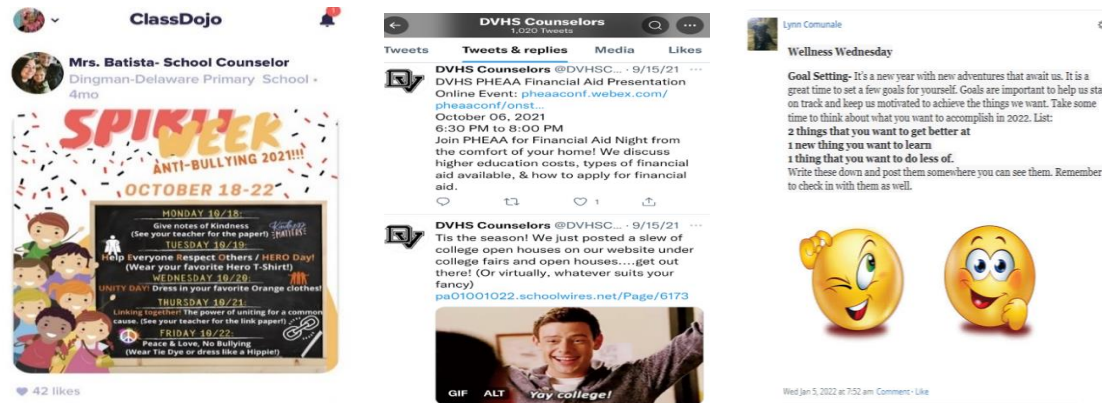 ClassDojo
1
Mrs. Batista- School Counselor
Dingman-Delaware Primary School •
4mo
SPIRIT
WEEK
ANTI-BULLYING 2021!!!
OCTOBER 18-22
MONDAY 10/18:
Give notes of Kindness
(See your teacher for the paper!)
Kindness
MATTERS!
TUESDAY 10/19:
Help Everyone Respect Others / HERO Day!
(Wear your favorite Hero T-Shirt!)
WEDNESDAY 10/20:
UNITY DAY! Dress in your favorite Orange clothes!
THURSDAY 10/21:
Linking together! The power of uniting for a common
cause. (See your teacher for the link paper!)
FRIDAY 10/22:
Peace & Love, No Bullying
(Wear Tie Dye or dress like a Hippie!)
42 likes
DVHS Counselors
1,020 Tweets
Tweets Tweets & replies Media Likes
DV
DVHS Counselors @DVHSC... · 9/15/21 ...
DVHS PHEAA Financial Aid Presentation
Online Event: pheaaconf.webex.com/
pheaaconf/onst...
October 06, 2021
6:30 PM to 8:00 PM
Join PHEAA for Financial Aid Night from
the comfort of your home! We discuss
higher education costs, types of financial
aid available, & how to apply for financial
aid.
1
DV
DVHS Counselors @DVHSC... · 9/15/21 ...
Tis the season! We just posted a slew of
college open houses on our website under
college fairs and open houses....get out
there! (Or virtually, whatever suits your
fancy)
pa01001022.schoolwires.net/Page/6173
GIF ALT Yay college!
Lynn Comunale
Wellness Wednesday
Goal Setting- It's a new year with new adventures that await us. It is a
great time to set a few goals for yourself. Goals are important to help us sta
on track and keep us motivated to achieve the things we want. Take some
time to think about what you want to accomplish in 2022. List:
2 things that you want to get better at
1 new thing you want to learn
1 thing that you want to do less of.
Write these down and post them somewhere you can see them. Remember
to check in with them as well.
Wed Jan 5, 2022 at 7:52 am Comment · Like